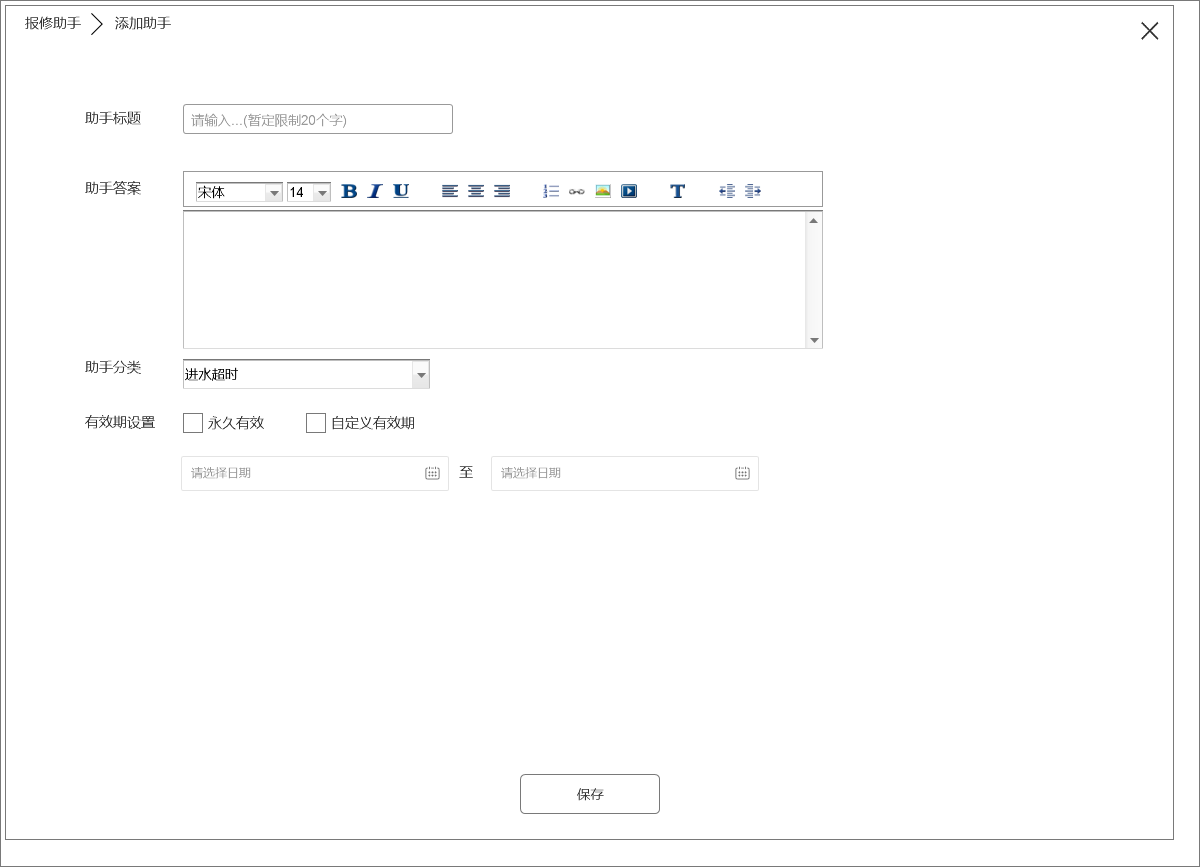 报修助手 添加助手
助手标题 请输入...(暂定限制20个字)
助手答案 宋体 14 B I U T
助手分类 进水超时
有效期设置 永久有效 自定义有效期
请选择日期 至 请选择日期
保存